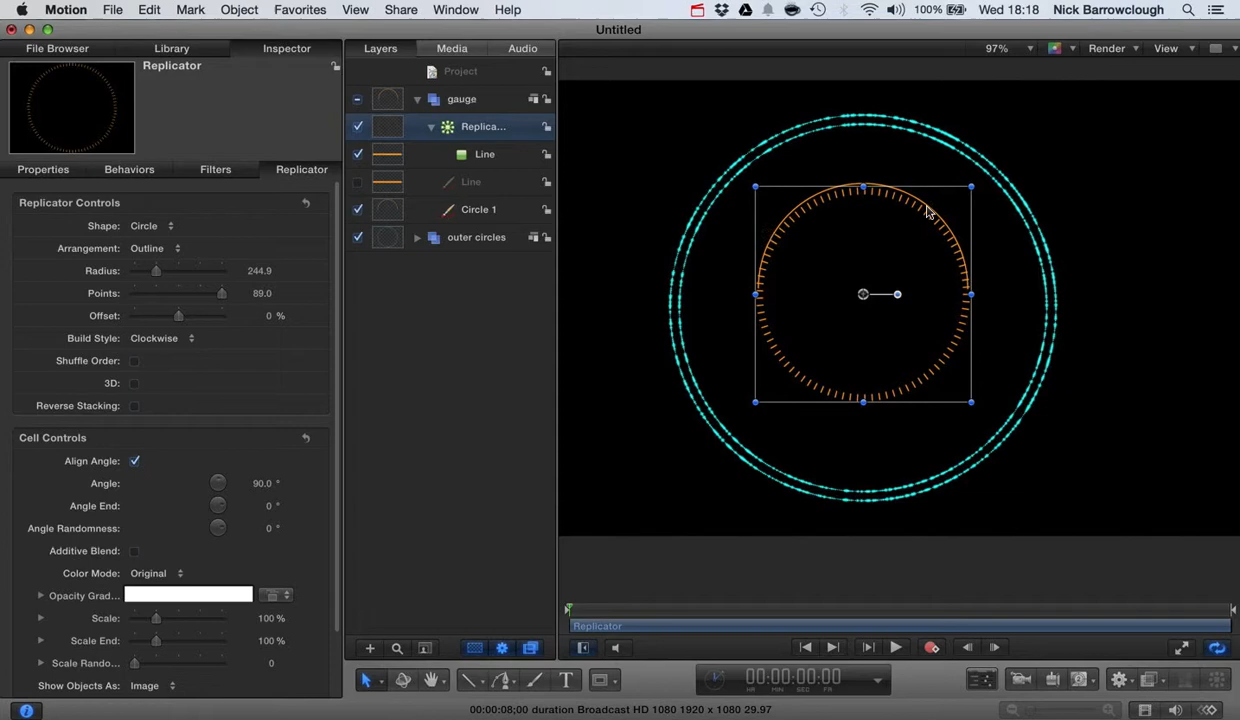 Motion File Edit Mark Object Favorites View Share Window Help 100% Wed 18:18 Nick Barrowclough
Untitled
File Browser Library Inspector Layers Media Audio 97% Render View
Replicator
Project
gauge
Replica...
Line
Line
Circle 1
outer circles
Properties Behaviors Filters Replicator
Replicator Controls
Shape: Circle
Arrangement: Outline
Radius: 244.9
Points: 89.0
Offset: 0 %
Build Style: Clockwise
Shuffle Order:
3D:
Reverse Stacking:
Cell Controls
Align Angle:
Angle: 90.0 °
Angle End: 0 °
Angle Randomness: 0 °
Additive Blend:
Color Mode: Original
Opacity Grad...
Scale: 100 %
Scale End: 100 %
Scale Rando... 0
Show Objects As: Image
Replicator
T 00:00:00:00
HR MIN SEC FR
00:00:08;00 duration Broadcast HD 1080 1920 x 1080 29.97